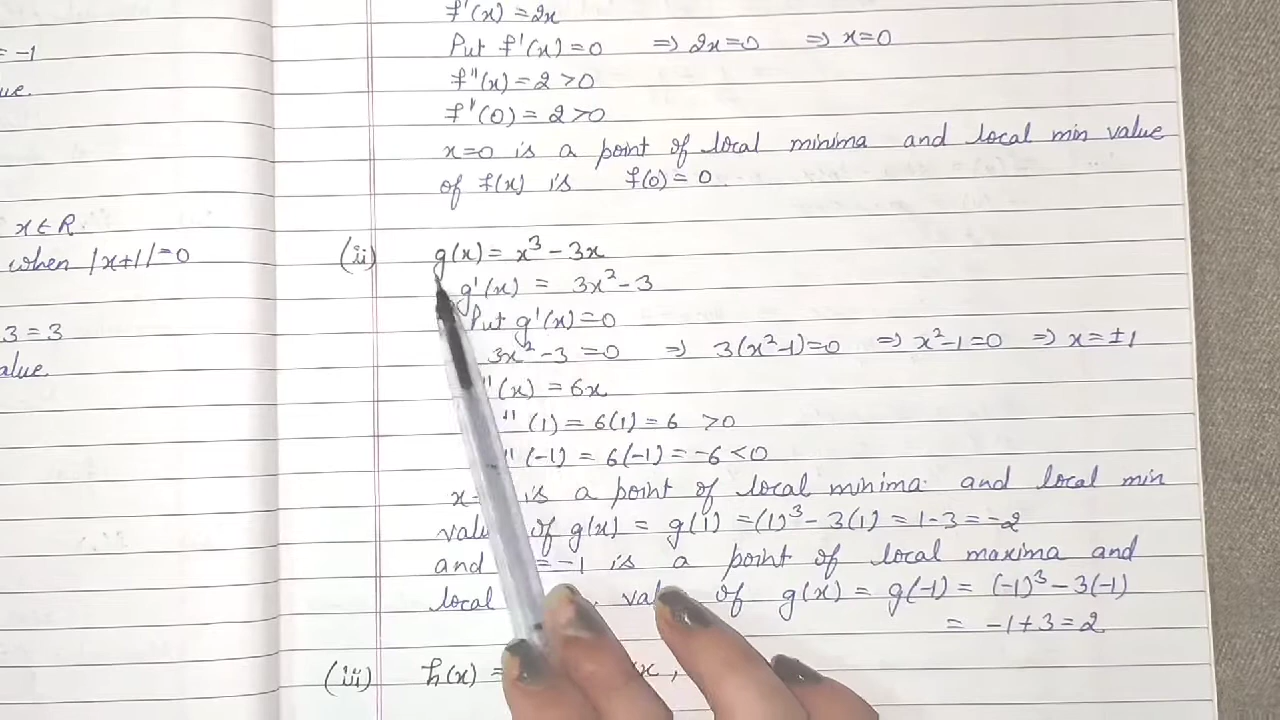 = -1
ue.
x ∈ R.
when |x+1| = 0
3 = 3
alue
f'(x) = 2x
Put f'(x) = 0 ⇒ 2x = 0 ⇒ x = 0
f''(x) = 2 > 0
f''(0) = 2 > 0
x=0 is a point of local minima and local min value
of f(x) is f(0) = 0
(ii) g(x) = x³ - 3x
g'(x) = 3x² - 3
Put g'(x) = 0
3x² - 3 = 0 ⇒ 3(x²-1) = 0 ⇒ x²-1 = 0 ⇒ x = ±1
''(x) = 6x
''(1) = 6(1) = 6 > 0
''(-1) = 6(-1) = -6 < 0
x= is a point of local minima and local min
valu of g(x) = g(1) = (1)³ - 3(1) = 1-3 = -2
and = -1 is a point of local maxima and
local value of g(x) = g(-1) = (-1)³ - 3(-1)
= -1 + 3 = 2
(iii) h(x) = x,